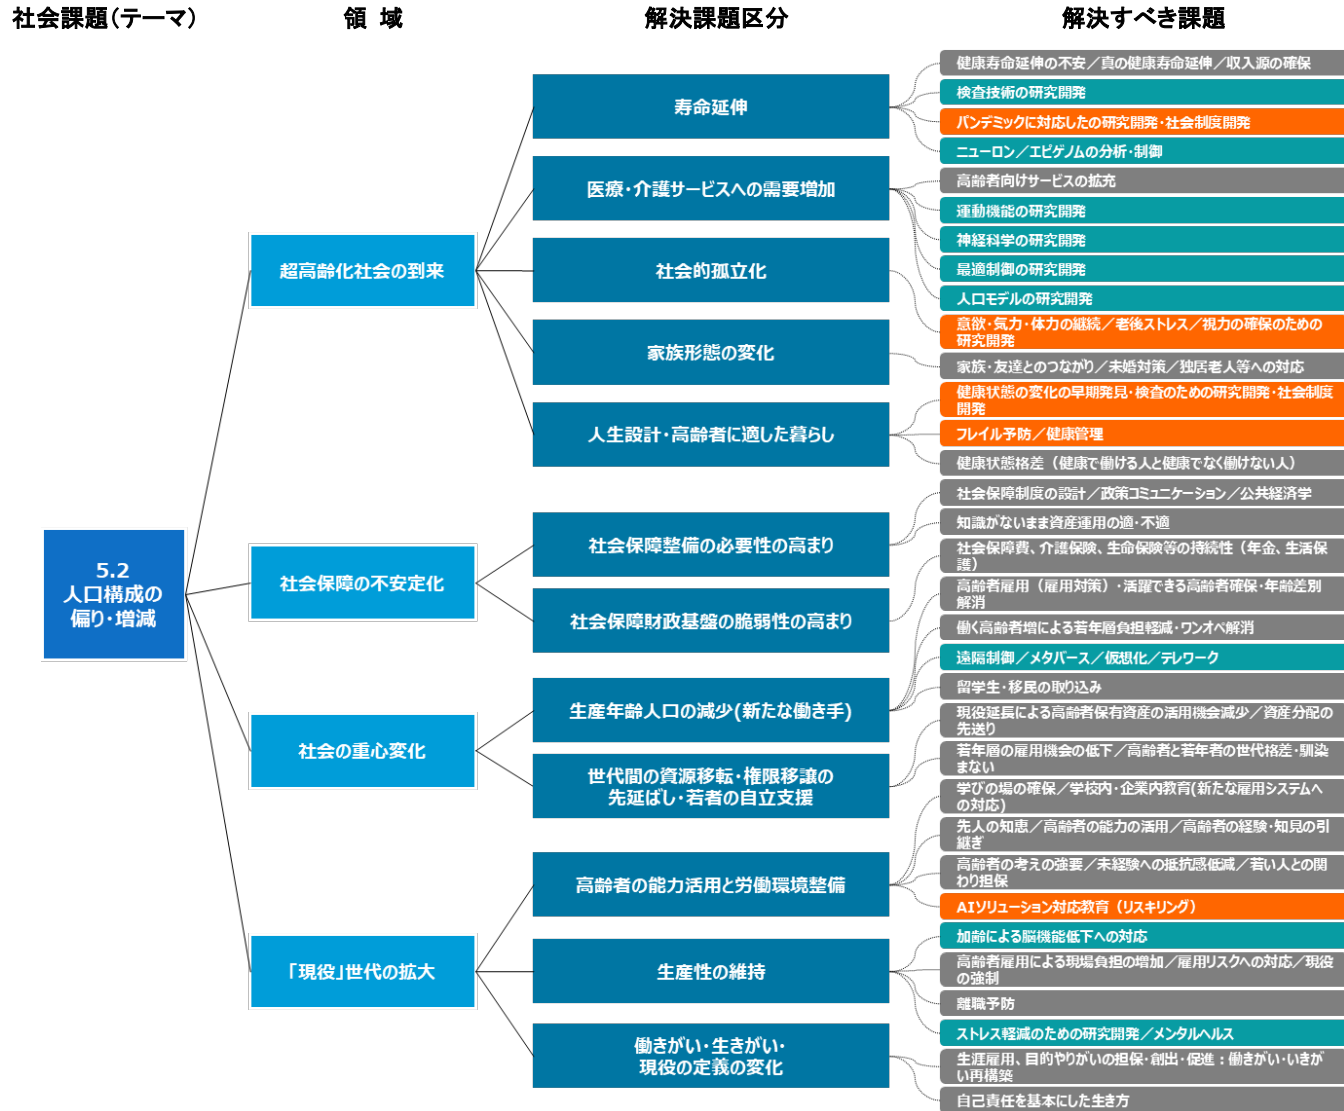 社会課題(テーマ)
領 域
解決課題区分
解決すべき課題
5.2
人口構成の
偏り・増減
超高齢化社会の到来
寿命延伸
健康寿命延伸の不安／真の健康寿命延伸／収入源の確保
検査技術の研究開発
パンデミックに対応したの研究開発・社会制度開発
ニューロン／エピゲノムの分析・制御
医療・介護サービスへの需要増加
高齢者向けサービスの拡充
運動機能の研究開発
神経科学の研究開発
最適制御の研究開発
人口モデルの研究開発
社会的孤立化
意欲・気力・体力の継続／老後ストレス／視力の確保のための
研究開発
家族形態の変化
家族・友達とのつながり／未婚対策／独居老人等への対応
人生設計・高齢者に適した暮らし
健康状態の変化の早期発見・検査のための研究開発・社会制度
開発
フレイル予防／健康管理
健康状態格差（健康で働ける人と健康でなく働けない人）
社会保障の不安定化
社会保障整備の必要性の高まり
社会保障制度の設計／政策コミュニケーション／公共経済学
知識がないまま資産運用の適・不適
社会保障財政基盤の脆弱性の高まり
社会保障費、介護保険、生命保険等の持続性（年金、生活保
護）
社会の重心変化
生産年齢人口の減少(新たな働き手)
高齢者雇用（雇用対策）・活躍できる高齢者確保・年齢差別
解消
働く高齢者増による若年層負担軽減・ワンオペ解消
遠隔制御／メタバース／仮想化／テレワーク
留学生・移民の取り込み
世代間の資源移転・権限移譲の
先延ばし・若者の自立支援
現役延長による高齢者保有資産の活用機会減少／資産分配の
先送り
若年層の雇用機会の低下／高齢者と若年者の世代格差・馴染
まない
「現役」世代の拡大
高齢者の能力活用と労働環境整備
学びの場の確保／学校内・企業内教育(新たな雇用システムへ
の対応)
先人の知恵／高齢者の能力の活用／高齢者の経験・知見の引
継ぎ
高齢者の考えの強要／未経験への抵抗感低減／若い人との関
わり担保
AIソリューション対応教育（リスキリング）
生産性の維持
加齢による脳機能低下への対応
高齢者雇用による現場負担の増加／雇用リスクへの対応／現役
の強制
離職予防
ストレス軽減のための研究開発／メンタルヘルス
働きがい・生きがい・
現役の定義の変化
生涯雇用、目的やりがいの担保・創出・促進：働きがい・いきが
い再構築
自己責任を基本にした生き方